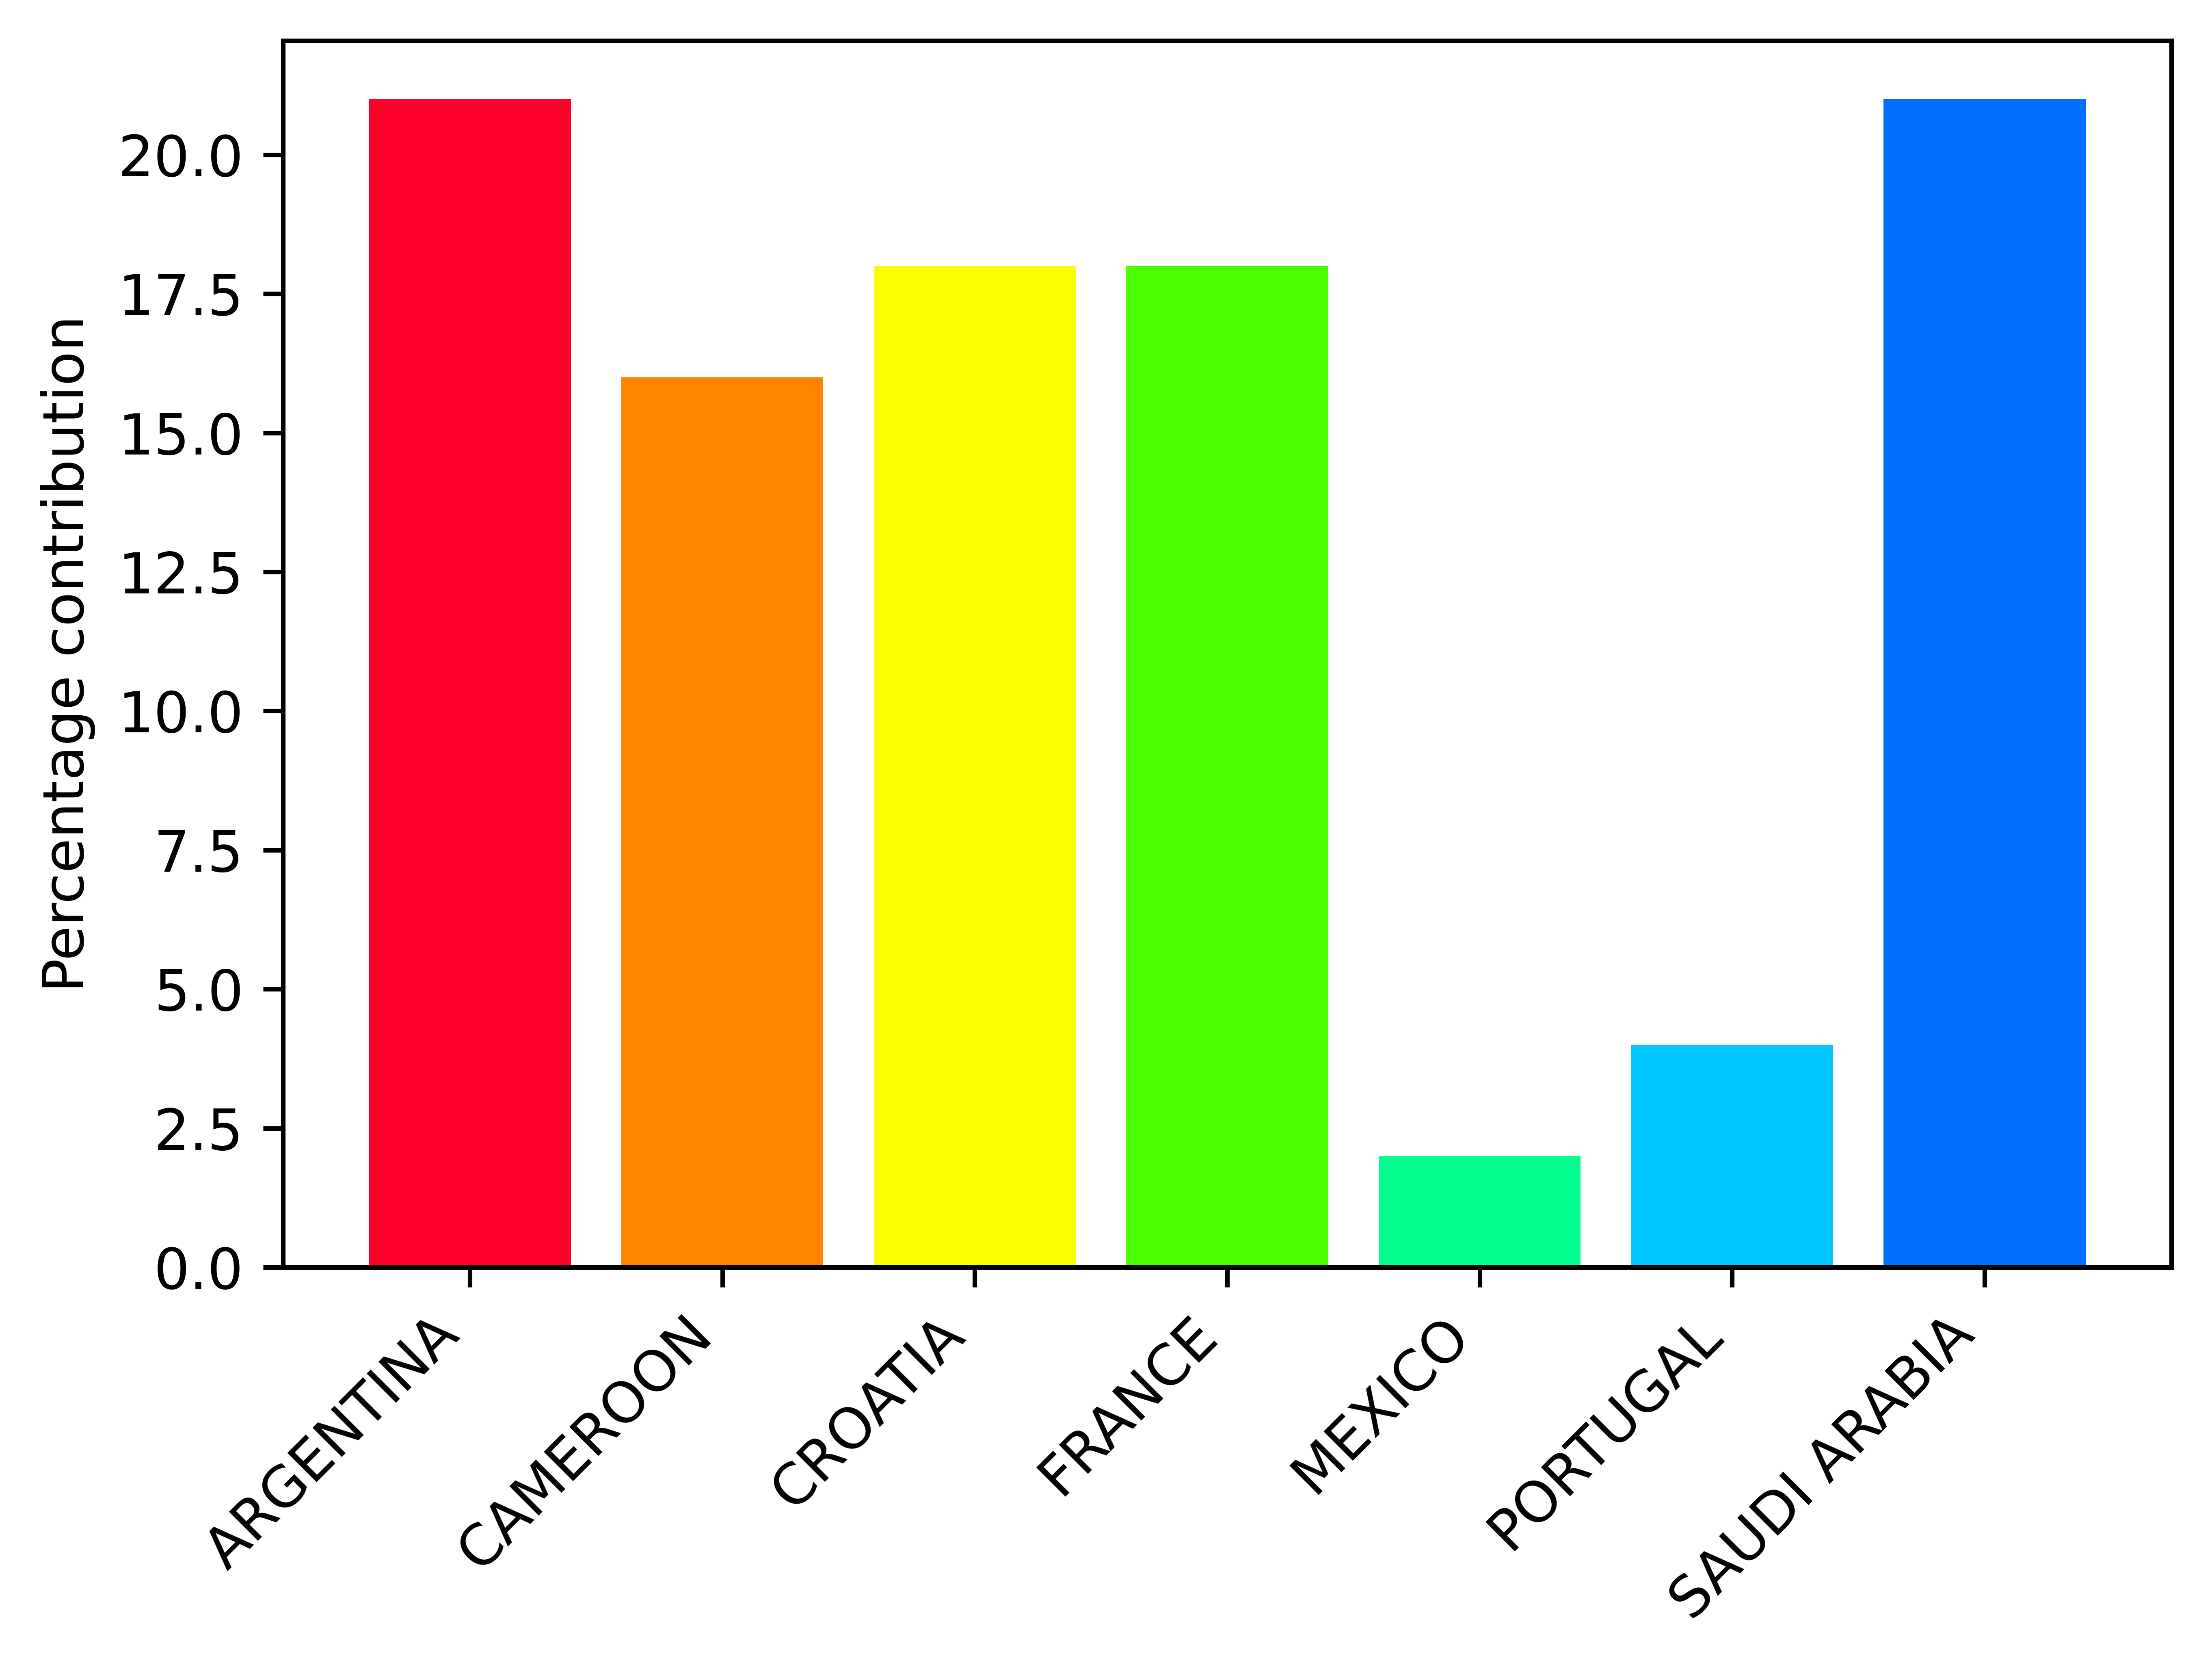 Percentage contribution
20.0
17.5
15.0
12.5
10.0
7.5
5.0
2.5
0.0
ARGENTINA
CAMEROON
CROATIA
FRANCE
MEXICO
PORTUGAL
SAUDI ARABIA